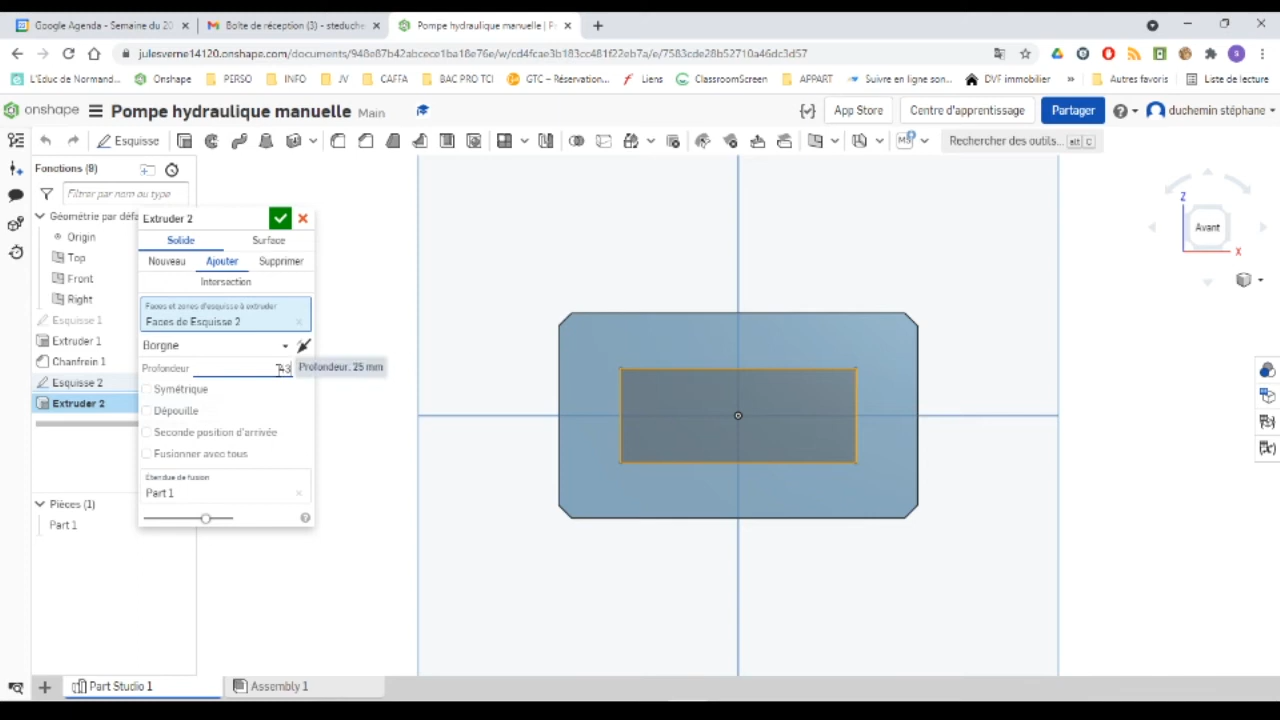 Google Agenda - Semaine du 20
Boîte de réception (3) - steduche
Pompe hydraulique manuelle | P
julesverne14120.onshape.com/documents/948e87b42abcece1ba18e76e/w/cd4fcae3b183cc481f22eb7a/e/7583cde28b52710a46dc3d57
L'Éduc de Normand...
Onshape
PERSO
INFO
JV
CAFFA
BAC PRO TCI
GTC – Réservation...
Liens
ClassroomScreen
APPART
Suivre en ligne son...
DVF immobilier
»
Autres favoris
Liste de lecture
onshape
Pompe hydraulique manuelle
Main
App Store
Centre d'apprentissage
Partager
duchemin stéphane
Esquisse
Rechercher des outils...
alt C
Fonctions (9)
Filtrer par nom ou type
Géométrie par défa
Origin
Top
Front
Right
Esquisse 1
Extruder 1
Chanfrein 1
Esquisse 2
Extruder 2
Pièces (1)
Part 1
Extruder 2
Solide
Surface
Nouveau
Ajouter
Supprimer
Intersection
Faces et zones d'esquisse à extruder
Faces de Esquisse 2
Borgne
Profondeur
Profondeur. 25 mm
Symétrique
Dépouille
Seconde position d'arrivée
Fusionner avec tous
Étendue de fusion
Part 1
Z
Avant
X
Part Studio 1
Assembly 1